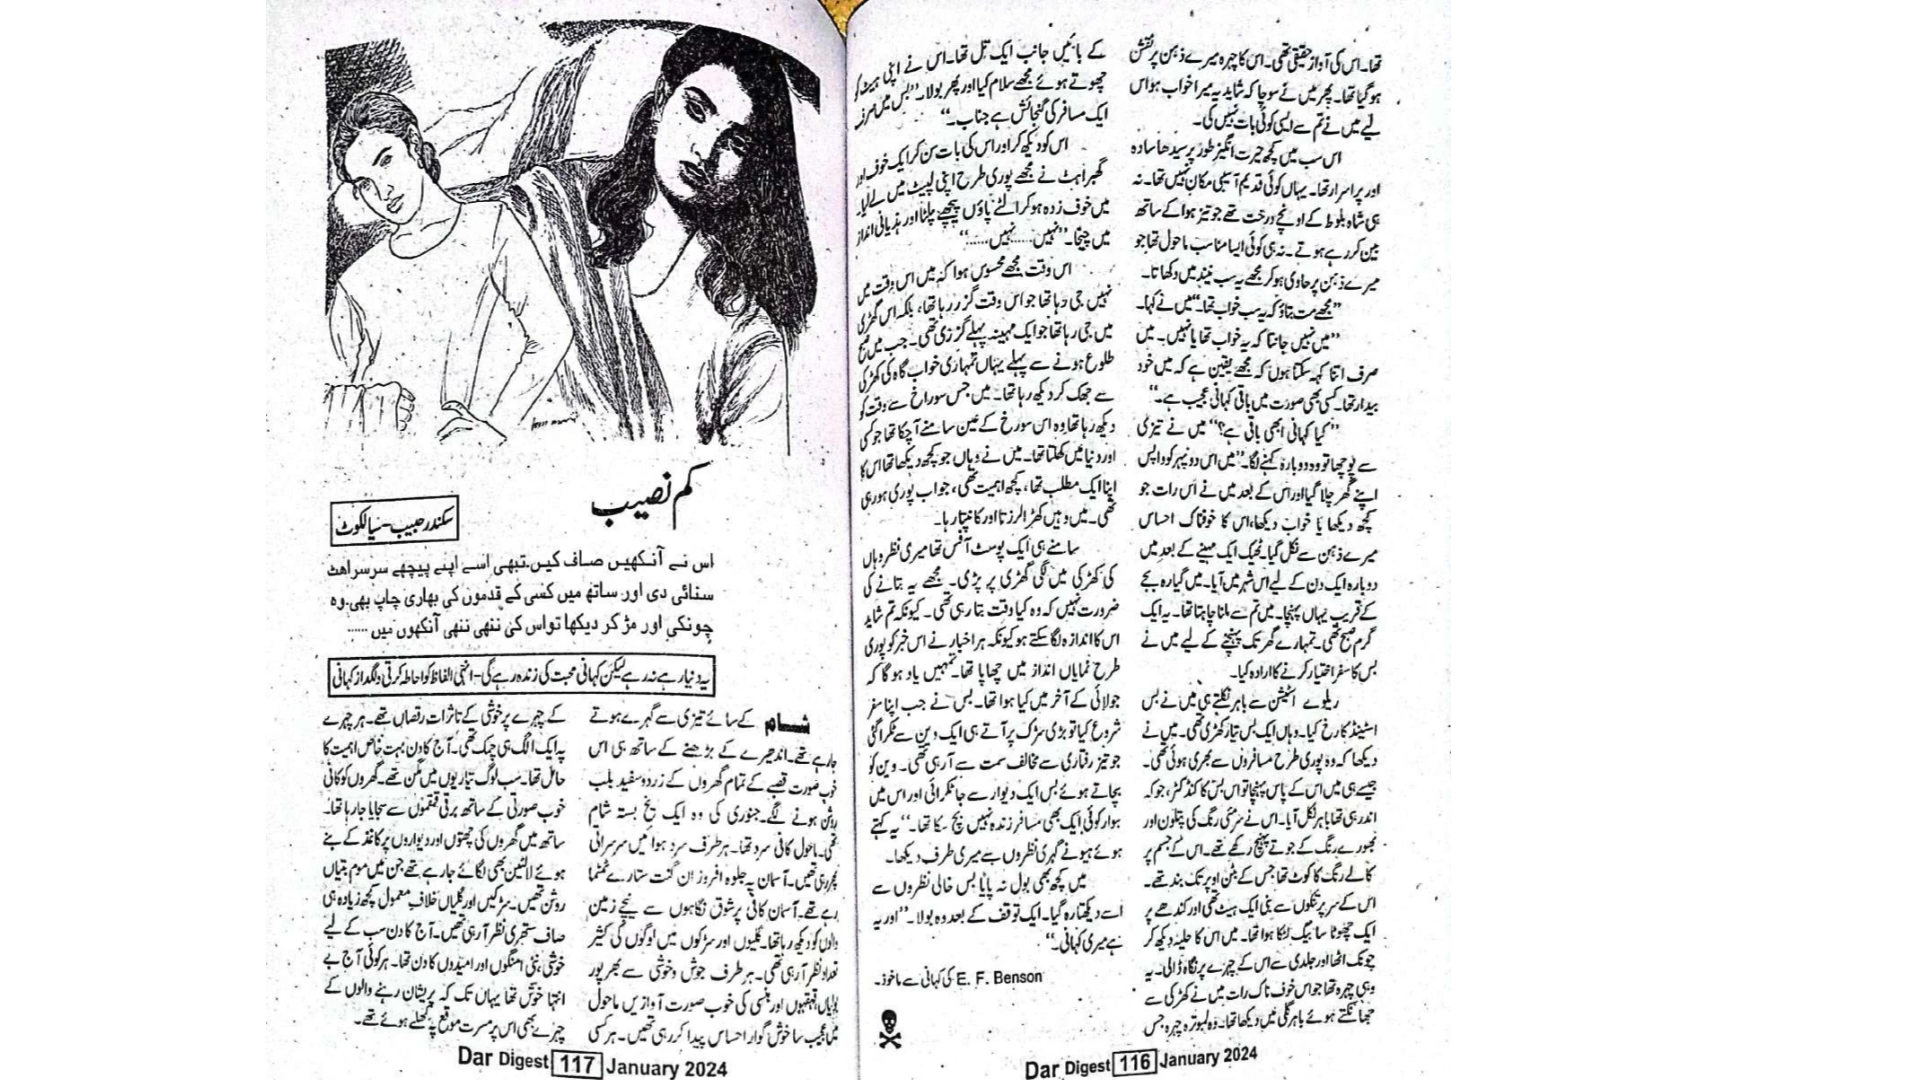 تھا۔ اس کی آواز حقیقی تھی۔ اس کا چہرہ میرے ذہن پر نقش
ہو گیا تھا۔ پھر میں نے سوچا کہ شاید یہ میرا خواب ہو اس
لیے میں نے تم سے ایسی کوئی بات نہیں کی۔
اس سب میں کچھ حیرت انگیز طور پر سیدھا سادہ
اور پراسرار تھا۔ یہاں کوئی قدیم آسیبی مکان نہیں تھا۔ نہ
ہی شاہ بلوط کے اونچے درخت تھے جو تیز ہوا کے ساتھ
بین کر رہے ہوتے۔ نہ ہی کوئی ایسا مناسب ماحول تھا جو
میرے ذہن پر حاوی ہو کر مجھے یہ سب نیند میں دکھاتا۔
”مجھے مت بتاؤ کہ یہ سب خواب تھا۔“ میں نے کہا۔
”میں نہیں جانتا کہ یہ خواب تھا یا نہیں۔ میں
صرف اتنا کہہ سکتا ہوں کہ مجھے یقین ہے کہ میں خود
بیدار تھا۔ کسی بھی صورت میں باقی کہانی عجیب ہے۔“
”کیا کہانی ابھی باقی ہے؟“ میں نے تیزی
سے پوچھا تو وہ دوبارہ کہنے لگا۔ ”میں اس دوپہر کو واپس
اپنے گھر چلا گیا اور اس کے بعد میں نے اس رات جو
کچھ دیکھا یا خواب دیکھا، اس کا خوفناک احساس
میرے ذہن سے نکل گیا۔ ٹھیک ایک مہینے کے بعد میں
دوبارہ ایک دن کے لیے اس شہر میں آیا۔ میں گیارہ بجے
کے قریب یہاں پہنچا۔ میں تم سے ملنا چاہتا تھا۔ یہ ایک
گرم صبح تھی۔ تمہارے گھر تک پہنچنے کے لیے میں نے
بس کا سفر اختیار کرنے کا ارادہ کیا۔
ریلوے اسٹیشن سے باہر نکلتے ہی میں نے بس
اسٹینڈ کا رخ کیا۔ وہاں ایک بس تیار کھڑی تھی۔ میں نے
دیکھا کہ وہ پوری طرح مسافروں سے بھری ہوئی تھی۔
جیسے ہی میں اس کے پاس پہنچا تو اس بس کا کنڈکٹر، جو کہ
اندر ہی تھا باہر نکل آیا۔ اس نے سرمئی رنگ کی پتلون اور
بھورے رنگ کے جوتے پہنے رکھے تھے۔ اس کے جسم پر
کالے رنگ کا کوٹ تھا جس کے بٹن اوپر تک بند تھے۔
اس کے سر پر تنکوں سے بنی ایک ہیٹ تھی اور کندھے پر
ایک چھوٹا سا بیگ لٹکا ہوا تھا۔ میں اس کا حلیہ دیکھ کر
چونک اٹھا اور جلدی سے اس کے چہرے پر نگاہ ڈالی۔ یہ
وہی چہرہ تھا جو اس خوف ناک رات میں نے کھڑکی سے
جھانکتے ہوئے باہر گلی میں دیکھا تھا۔ وہ لمبوترہ چہرہ جس
کے بائیں جانب ایک تل تھا۔ اس نے اپنی ہیٹ کو
چھوتے ہوئے مجھے سلام کیا اور پھر بولا۔ ”بس میں صرف
ایک مسافر کی گنجائش ہے جناب۔“
اس کو دیکھ کر اور اس کی بات سن کر ایک خوف اور
گھبراہٹ نے مجھے پوری طرح اپنی لپیٹ میں لے لیا۔
میں خوف زدہ ہو کر الٹے پاؤں پیچھے پلٹا اور ہذیانی انداز
میں چیخا۔ ”نہیں......نہیں......“
اس وقت مجھے محسوس ہوا کہ میں اس وقت میں
نہیں جی رہا تھا جو اس وقت گزر رہا تھا، بلکہ اس گھڑی
میں جی رہا تھا جو ایک مہینہ پہلے گزری تھی۔ جب میں صبح
طلوع ہونے سے پہلے یہاں تمہاری خواب گاہ کی کھڑکی
سے جھک کر دیکھ رہا تھا۔ میں جس سوراخ سے وقت کو
دیکھ رہا تھا وہ اس سورخ کے عین سامنے آ چکا تھا جو کسی
اور دنیا میں کھلتا تھا۔ میں نے وہاں جو کچھ دیکھا تھا اس کا
اپنا ایک مطلب تھا، کچھ اہمیت تھی، جو اب پوری ہو رہی
تھی۔ میں وہیں کھڑا لرزتا اور کانپتا رہا۔
سامنے ہی ایک پوسٹ آفس تھا میری نظر وہاں
کی کھڑکی میں لگی گھڑی پر پڑی۔ مجھے یہ بتانے کی
ضرورت نہیں کہ وہ کیا وقت بتا رہی تھی۔ کیونکہ تم شاید
اس کا اندازہ لگا سکتے ہو کیونکہ ہر اخبار نے اس خبر کو پوری
طرح نمایاں انداز میں چھاپا تھا۔ تمہیں یاد ہو گا کہ
جولائی کے آخر میں کیا ہوا تھا۔ بس نے جب اپنا سفر
شروع کیا تو بڑی سڑک پر آتے ہی ایک وین سے ٹکرا گئی
جو تیز رفتاری سے مخالف سمت سے آ رہی تھی۔ وین کو
بچاتے ہوئے بس ایک دیوار سے جا ٹکرائی اور اس میں
سوار کوئی ایک بھی مسافر زندہ نہیں بچ سکا تھا۔“ یہ کہتے
ہوئے ہیو نے گہری نظروں سے میری طرف دیکھا۔
میں کچھ بھی بول نہ پایا بس خالی نظروں سے
اسے دیکھتا رہ گیا۔ ایک توقف کے بعد وہ بولا۔ ”اور یہ
ہے میری کہانی۔“
E. F. Benson کی کہانی سے ماخوذ۔
Dar Digest 116 January 2024
کم نصیب
سکندر حبیب-سیالکوٹ
اس نے آنکھیں صاف کیں۔تبھی اسے اپنے پیچھے سرسراھٹ
سنائی دی اور ساتھ میں کسی کے قدموں کی بھاری چاپ بھی۔وہ
چونکی اور مڑ کر دیکھا تواس کی ننھی ننھی آنکھوں میں ......
یہ دنیا رہے نہ رہے لیکن کہانی محبت کی زندہ رہے گی- انہی الفاظ کو احاطہ کرتی دلگداز کہانی
شام کے سائے تیزی سے گہرے ہوتے
جا رہے تھے۔ اندھیرے کے بڑھنے کے ساتھ ہی اس
خوب صورت قصبے کے تمام گھروں کے زرد و سفید بلب
روشن ہونے لگے۔ جنوری کی وہ ایک یخ بستہ شام
تھی۔ ماحول کافی سرد تھا۔ ہر طرف سرد ہوائیں سرسراتی
پھر رہی تھیں۔ آسمان پہ جلوہ افروز ان گنت ستارے ٹمٹما
رہے تھے۔ آسمان کافی پرشوق نگاہوں سے نیچے زمین
والوں کو دیکھ رہا تھا۔ گلیوں اور سڑکوں میں لوگوں کی کثیر
تعداد نظر آ رہی تھی۔ ہر طرف جوش و خوشی سے بھرپور
بولیاں، قہقہوں اور ہنسی کی خوب صورت آوازیں ماحول
میں عجیب سا خوش گوار احساس پیدا کر رہی تھیں۔ ہر کسی
کے چہرے پر خوشی کے تاثرات رقصاں تھے۔ ہر چہرے
پہ ایک الگ ہی چمک تھی۔ آج کا دن بہت خاص اہمیت کا
حامل تھا۔ سب لوگ تیاریوں میں مگن تھے۔ گھروں کو کافی
خوب صورتی کے ساتھ برقی قمقموں سے سجایا جا رہا تھا۔
ساتھ میں گھروں کی چھتوں اور دیواروں پر کاغذ کے بنے
ہوئے لالٹین بھی لگائے جا رہے تھے جن میں موم بتیاں
روشن تھیں۔ سڑکیں اور گلیاں خلاف معمول کچھ زیادہ ہی
صاف ستھری نظر آ رہی تھیں۔ آج کا دن سب کے لیے
خوشی، نئی امنگوں اور امیدوں کا دن تھا۔ ہر کوئی آج بے
انتہا خوش تھا یہاں تک کہ پریشان رہنے والوں کے
چہرے بھی اس پر مسرت موقع پہ کھلے ہوئے تھے۔
Dar Digest 117 January 2024